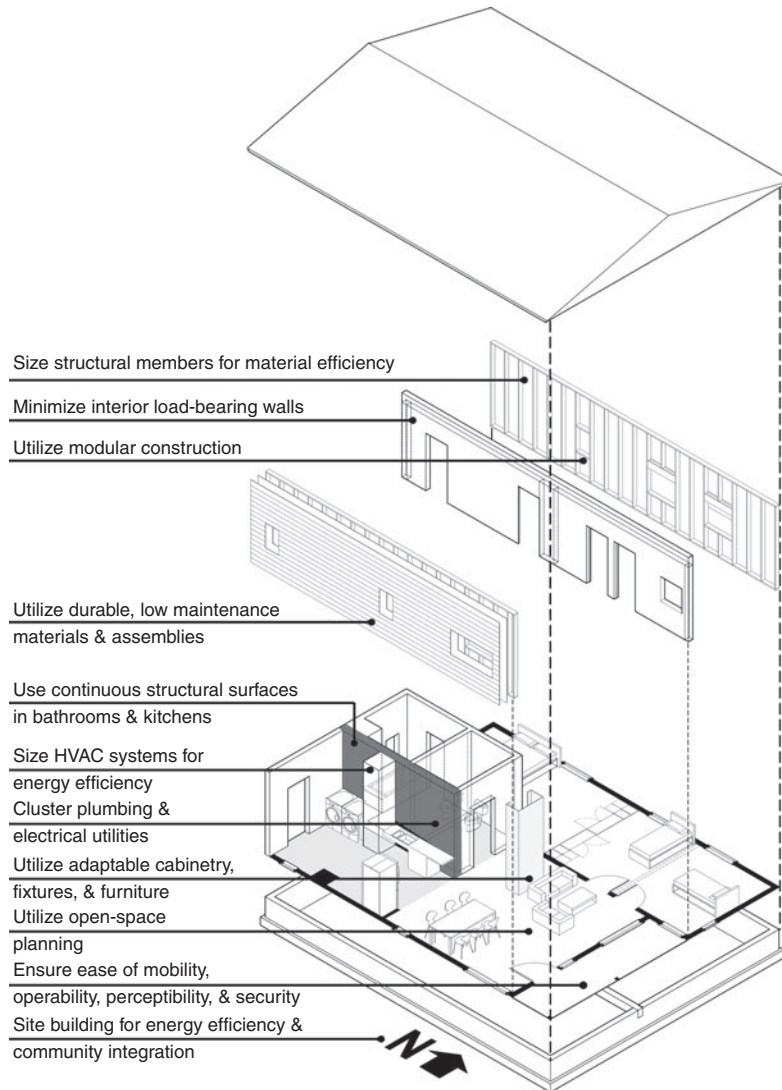 Size structural members for material efficiency
Minimize interior load-bearing walls
Utilize modular construction
Utilize durable, low maintenance
materials & assemblies
Use continuous structural surfaces
in bathrooms & kitchens
Size HVAC systems for
energy efficiency
Cluster plumbing &
electrical utilities
Utilize adaptable cabinetry,
fixtures, & furniture
Utilize open-space
planning
Ensure ease of mobility,
operability, perceptibility, & security
Site building for energy efficiency &
community integration
N